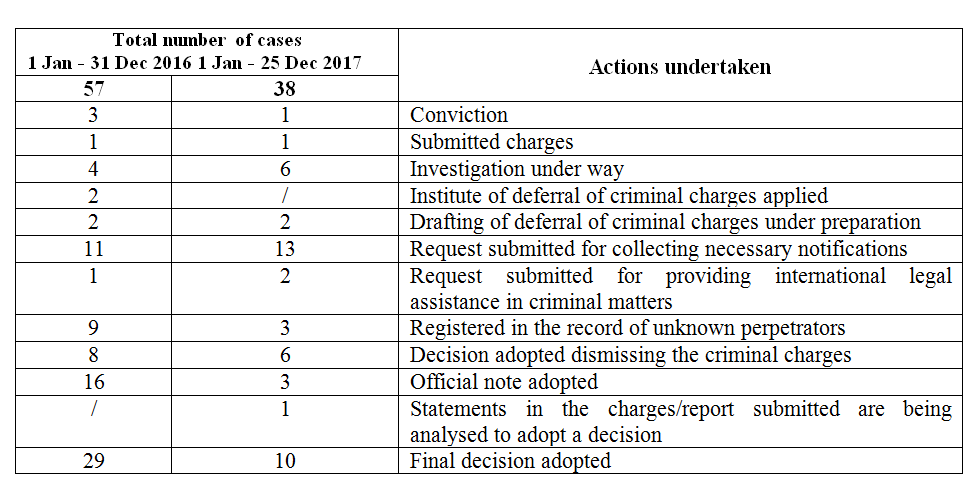 Total number of cases
1 Jan - 31 Dec 2016 1 Jan - 25 Dec 2017
Actions undertaken
57 38
3 1 Conviction
1 1 Submitted charges
4 6 Investigation under way
2 / Institute of deferral of criminal charges applied
2 2 Drafting of deferral of criminal charges under preparation
11 13 Request submitted for collecting necessary notifications
1 2 Request submitted for providing international legal
assistance in criminal matters
9 3 Registered in the record of unknown perpetrators
8 6 Decision adopted dismissing the criminal charges
16 3 Official note adopted
/ 1 Statements in the charges/report submitted are being
analysed to adopt a decision
29 10 Final decision adopted